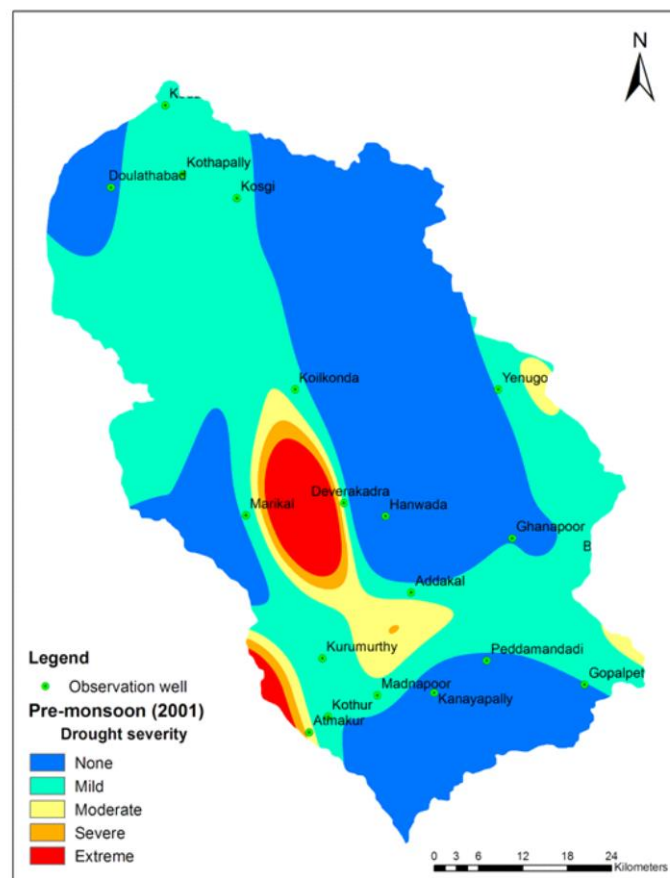 N
Kothapally
Doulathabad
Kosgi
Koilkonda
Yenugo
Deverakadra
Marikal
Hanwada
Ghanapoor
B
Addakal
Kurumurthy
Peddamandadi
Gopalpet
Madnapoor
Kanayapally
Kothur
Atmakur
Legend
Observation well
Pre-monsoon (2001)
Drought severity
None
Mild
Moderate
Severe
Extreme
0 3 6 12 18 24
Kilometers